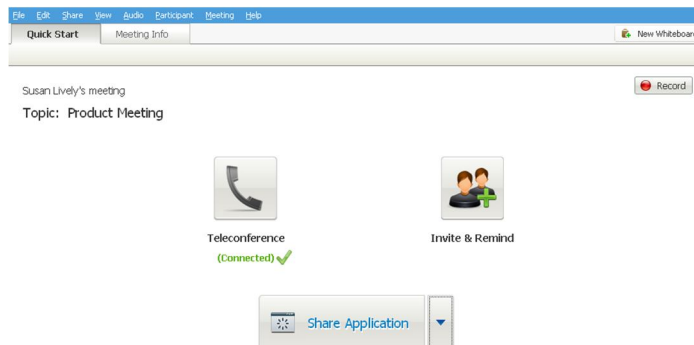 File Edit Share View Audio Participant Meeting Help
Quick Start Meeting Info New Whiteboard
Susan Lively's meeting Record
Topic: Product Meeting
Teleconference Invite & Remind
(Connected)
Share Application